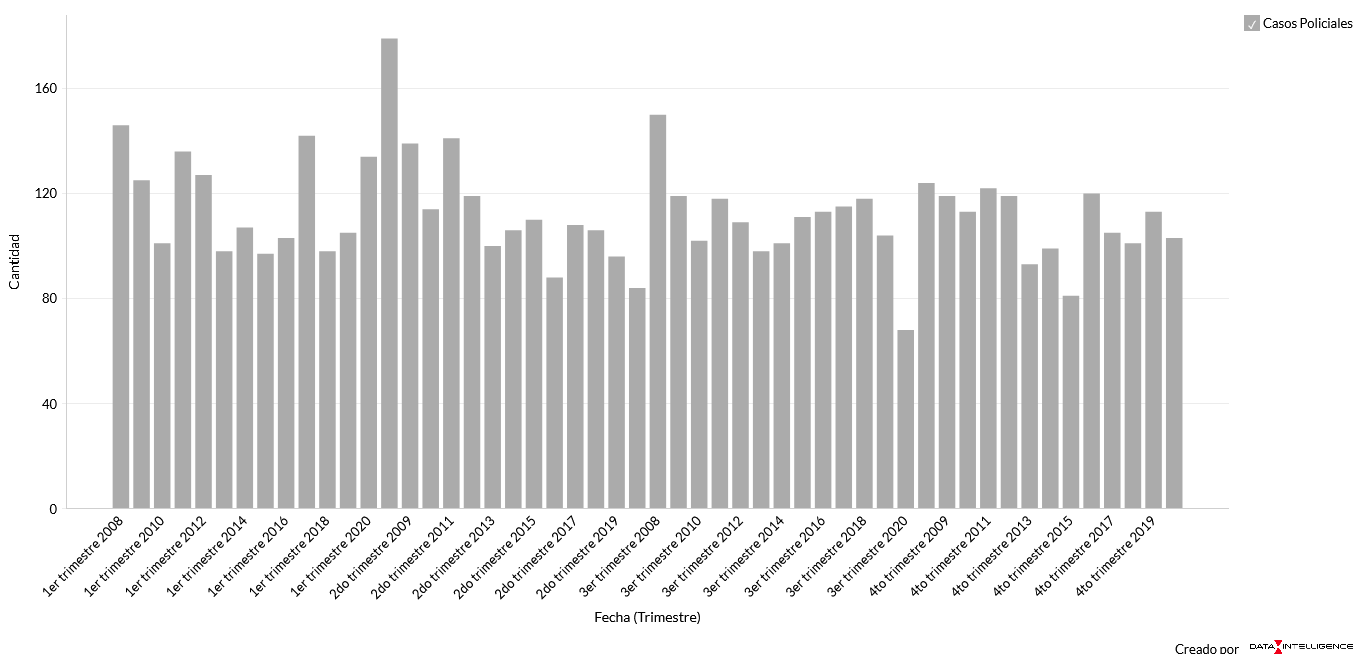 Casos Policiales
160
120
80
40
0
Cantidad
1er trimestre 2008
1er trimestre 2010
1er trimestre 2012
1er trimestre 2014
1er trimestre 2016
1er trimestre 2018
1er trimestre 2020
2do trimestre 2009
2do trimestre 2011
2do trimestre 2013
2do trimestre 2015
2do trimestre 2017
2do trimestre 2019
3er trimestre 2008
3er trimestre 2010
3er trimestre 2012
3er trimestre 2014
3er trimestre 2016
3er trimestre 2018
3er trimestre 2020
4to trimestre 2009
4to trimestre 2011
4to trimestre 2013
4to trimestre 2015
4to trimestre 2017
4to trimestre 2019
Fecha (Trimestre)
Creado por DATA INTELLIGENCE